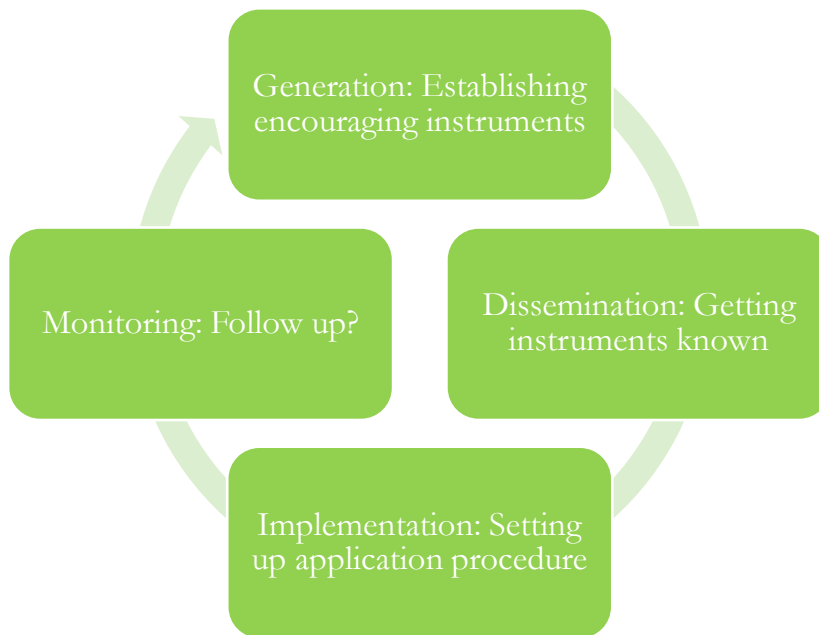 Generation: Establishing
encouraging instruments
Dissemination: Getting
instruments known
Implementation: Setting
up application procedure
Monitoring: Follow up?